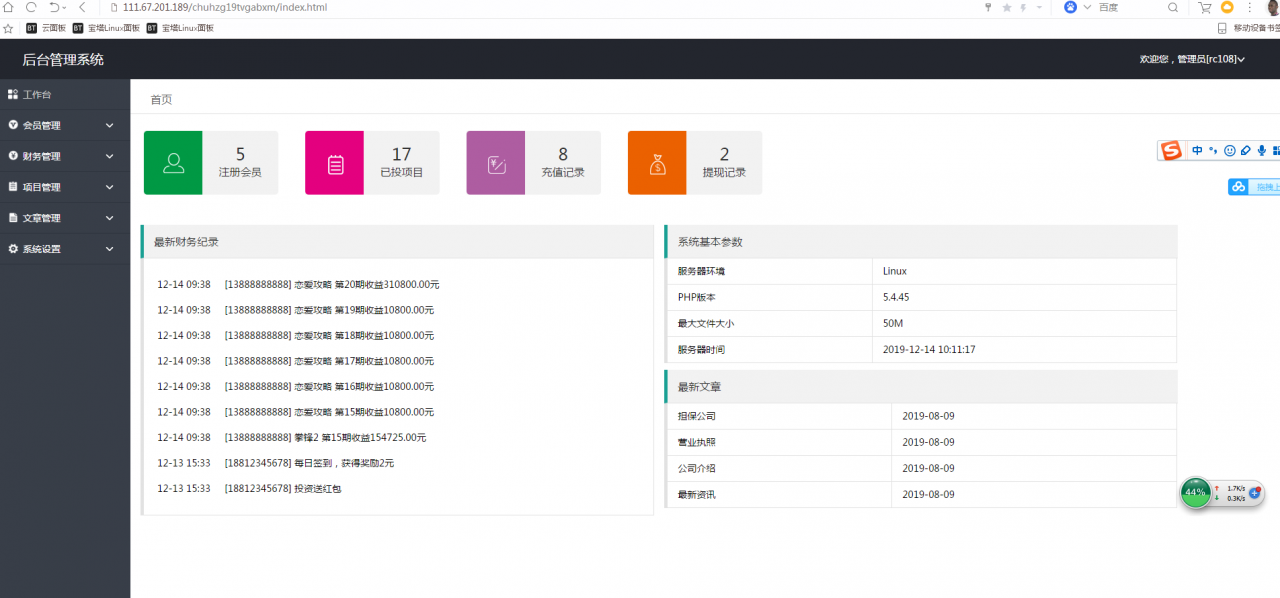 111.67.201.189/chuhzg19tvgabxm/index.html
百度
BT 云面板 BT 宝塔Linux面板 BT 宝塔Linux面板
移动设备书签
后台管理系统
欢迎您，管理员[rc108]
工作台
会员管理
财务管理
项目管理
文章管理
系统设置
首页
5
注册会员
17
已投项目
8
充值记录
2
提现记录
中
最新财务纪录
12-14 09:38 [13888888888] 恋爱攻略 第20期收益310800.00元
12-14 09:38 [13888888888] 恋爱攻略 第19期收益10800.00元
12-14 09:38 [13888888888] 恋爱攻略 第18期收益10800.00元
12-14 09:38 [13888888888] 恋爱攻略 第17期收益10800.00元
12-14 09:38 [13888888888] 恋爱攻略 第16期收益10800.00元
12-14 09:38 [13888888888] 恋爱攻略 第15期收益10800.00元
12-14 09:38 [13888888888] 攀锋2 第15期收益154725.00元
12-13 15:33 [18812345678] 每日签到，获得奖励2元
12-13 15:33 [18812345678] 投资送红包
系统基本参数
服务器环境 Linux
PHP版本 5.4.45
最大文件大小 50M
服务器时间 2019-12-14 10:11:17
最新文章
担保公司 2019-08-09
营业执照 2019-08-09
公司介绍 2019-08-09
最新资讯 2019-08-09
拖拽上
44%
1.7K/s
0.3K/s